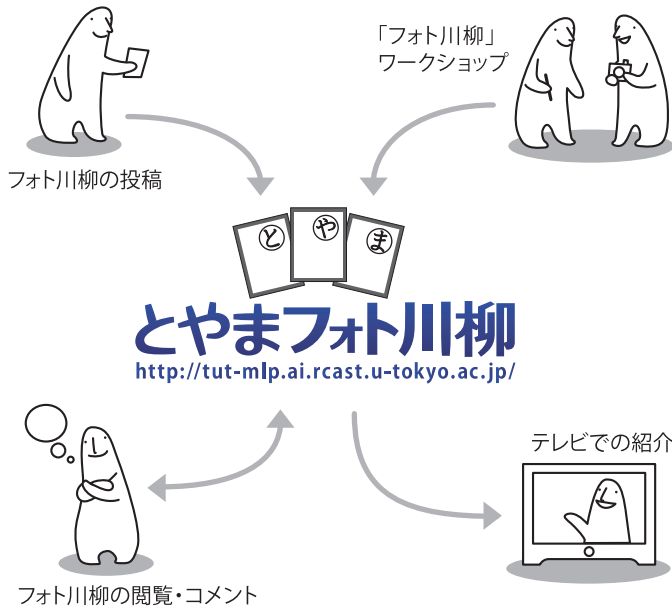 「フォト川柳」
ワークショップ
フォト川柳の投稿
と や ま
とやまフォト川柳
http://tut-mlp.ai.rcast.u-tokyo.ac.jp/
テレビでの紹介
フォト川柳の閲覧・コメント